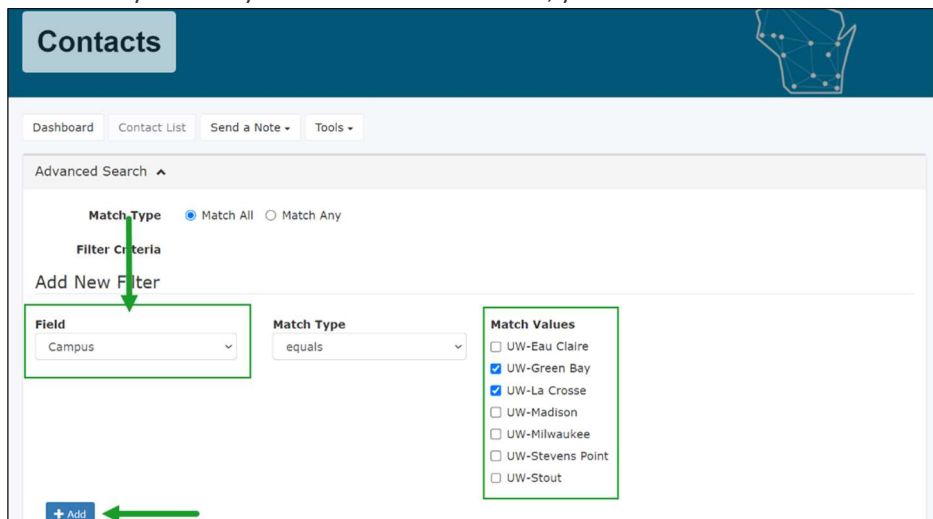 Contacts
Dashboard Contact List Send a Note Tools
Advanced Search
Match Type Match All Match Any
Filter Criteria
Add New Filter
Field Match Type Match Values
Campus equals UW-Eau Claire
UW-Green Bay
UW-La Crosse
UW-Madison
UW-Milwaukee
UW-Stevens Point
UW-Stout
+ Add